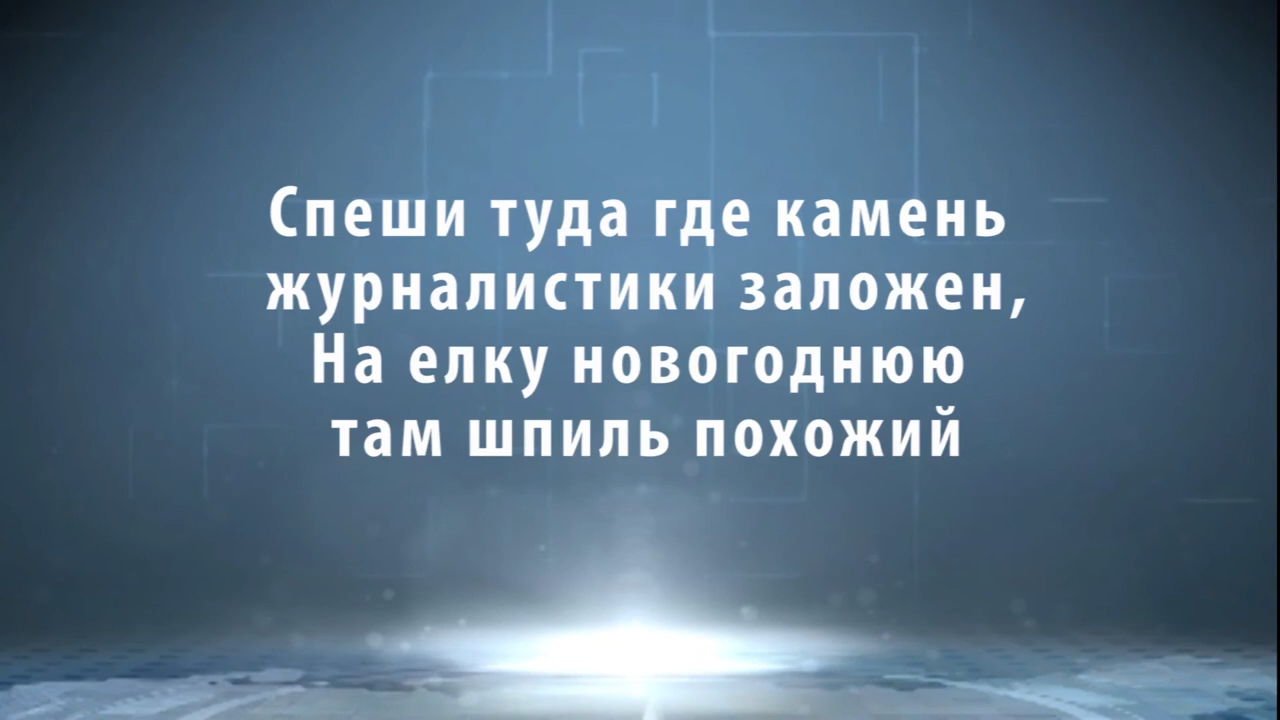 Спеши туда где камень
журналистики заложен,
На елку новогоднюю
там шпиль похожий